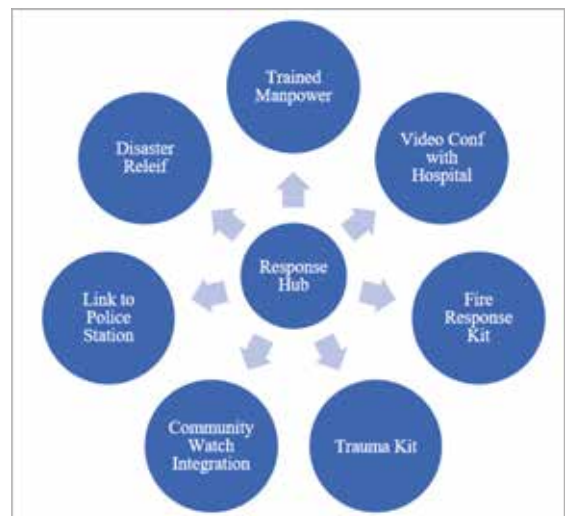 Trained
Manpower
Video Conf
with
Hospital
Fire
Response
Kit
Trauma Kit
Community
Watch
Integration
Link to
Police
Station
Disaster
Releif
Response
Hub